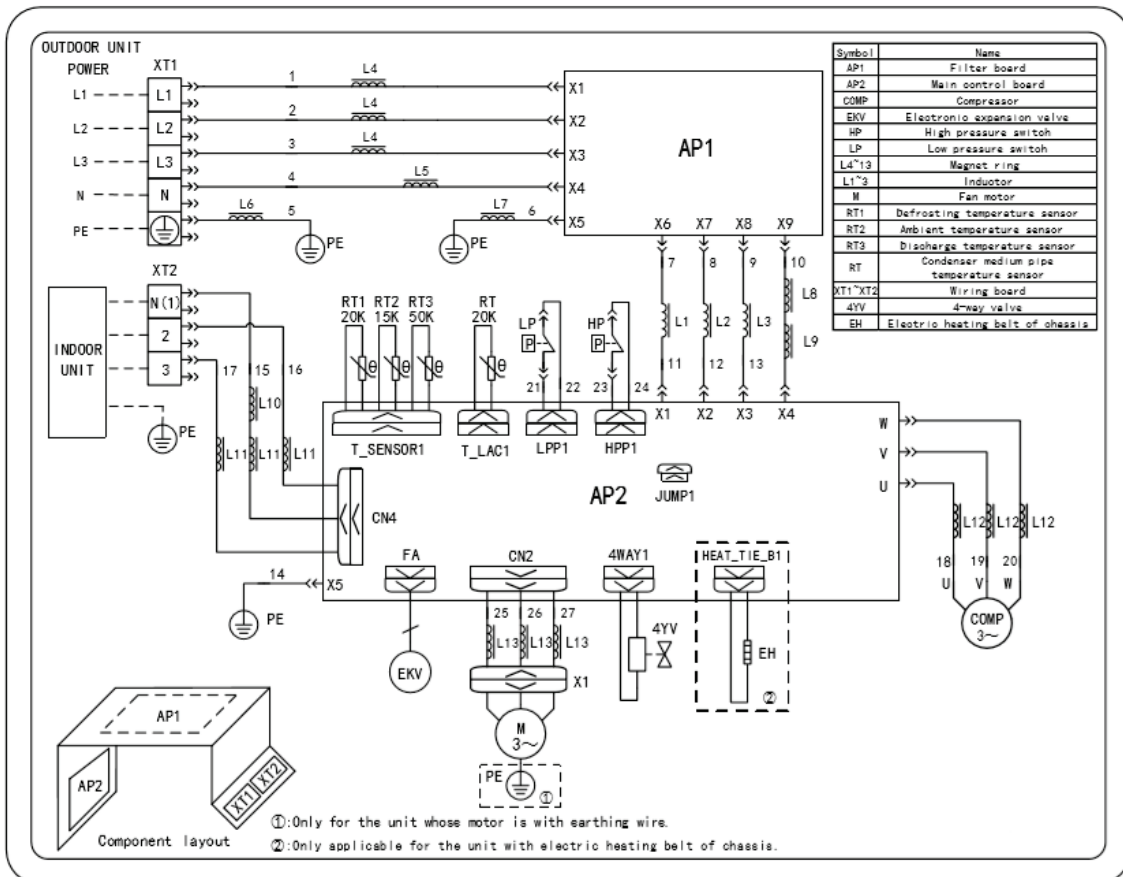 OUTDOOR UNIT
POWER
XT1
L1
L1
L2
L2
L3
L3
N
N
PE
1
L4
2
L4
3
L4
4
L5
L6
5
PE
L7
6
PE
X1
X2
X3
X4
X5
AP1
X6
X7
X8
X9
7
8
9
10
L1
L2
L3
L8
L9
11
12
13
X1
X2
X3
X4
Symbol Name
AP1 Filter board
AP2 Main control board
COMP Compressor
EKV Electronic expansion valve
HP High pressure switch
LP Low pressure switch
L4~13 Magnet ring
L1~3 Inductor
M Fan motor
RT1 Defrosting temperature sensor
RT2 Ambient temperature sensor
RT3 Discharge temperature sensor
RT Condenser medium pipe
temperature sensor
XT1~XT2 Wiring board
4YV 4-way valve
EH Electric heating belt of chassis
XT2
N(1)
2
3
INDOOR
UNIT
PE
17
15
16
L10
L11
L11
L11
RT1 RT2 RT3
20K 15K 50K
θ
θ
θ
RT
20K
θ
LP
P
21
22
HP
P
23
24
T_SENSOR1
T_LAC1
LPP1
HPP1
AP2
JUMP1
CN4
W
V
U
L12
L12
L12
18
19
20
U
V
W
COMP
3~
14
X5
PE
FA
EKV
CN2
25
26
27
L13
L13
L13
X1
M
3~
PE
①
4WAY1
4YV
HEAT_TIE_B1
EH
②
AP1
AP2
XT1
XT2
Component layout
①:Only for the unit whose motor is with earthing wire.
②:Only applicable for the unit with electric heating belt of chassis.